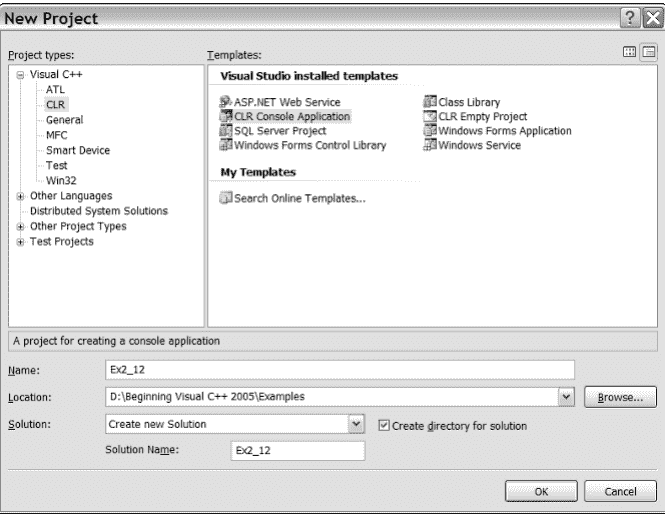 New Project
Project types:
Templates:
Visual C++
ATL
CLR
General
MFC
Smart Device
Test
Win32
Other Languages
Distributed System Solutions
Other Project Types
Test Projects
Visual Studio installed templates
ASP.NET Web Service
Class Library
CLR Console Application
CLR Empty Project
SQL Server Project
Windows Forms Application
Windows Forms Control Library
Windows Service
My Templates
Search Online Templates...
A project for creating a console application
Name:
Ex2_12
Location:
D:\Beginning Visual C++ 2005\Examples
Browse...
Solution:
Create new Solution
Create directory for solution
Solution Name:
Ex2_12
OK
Cancel